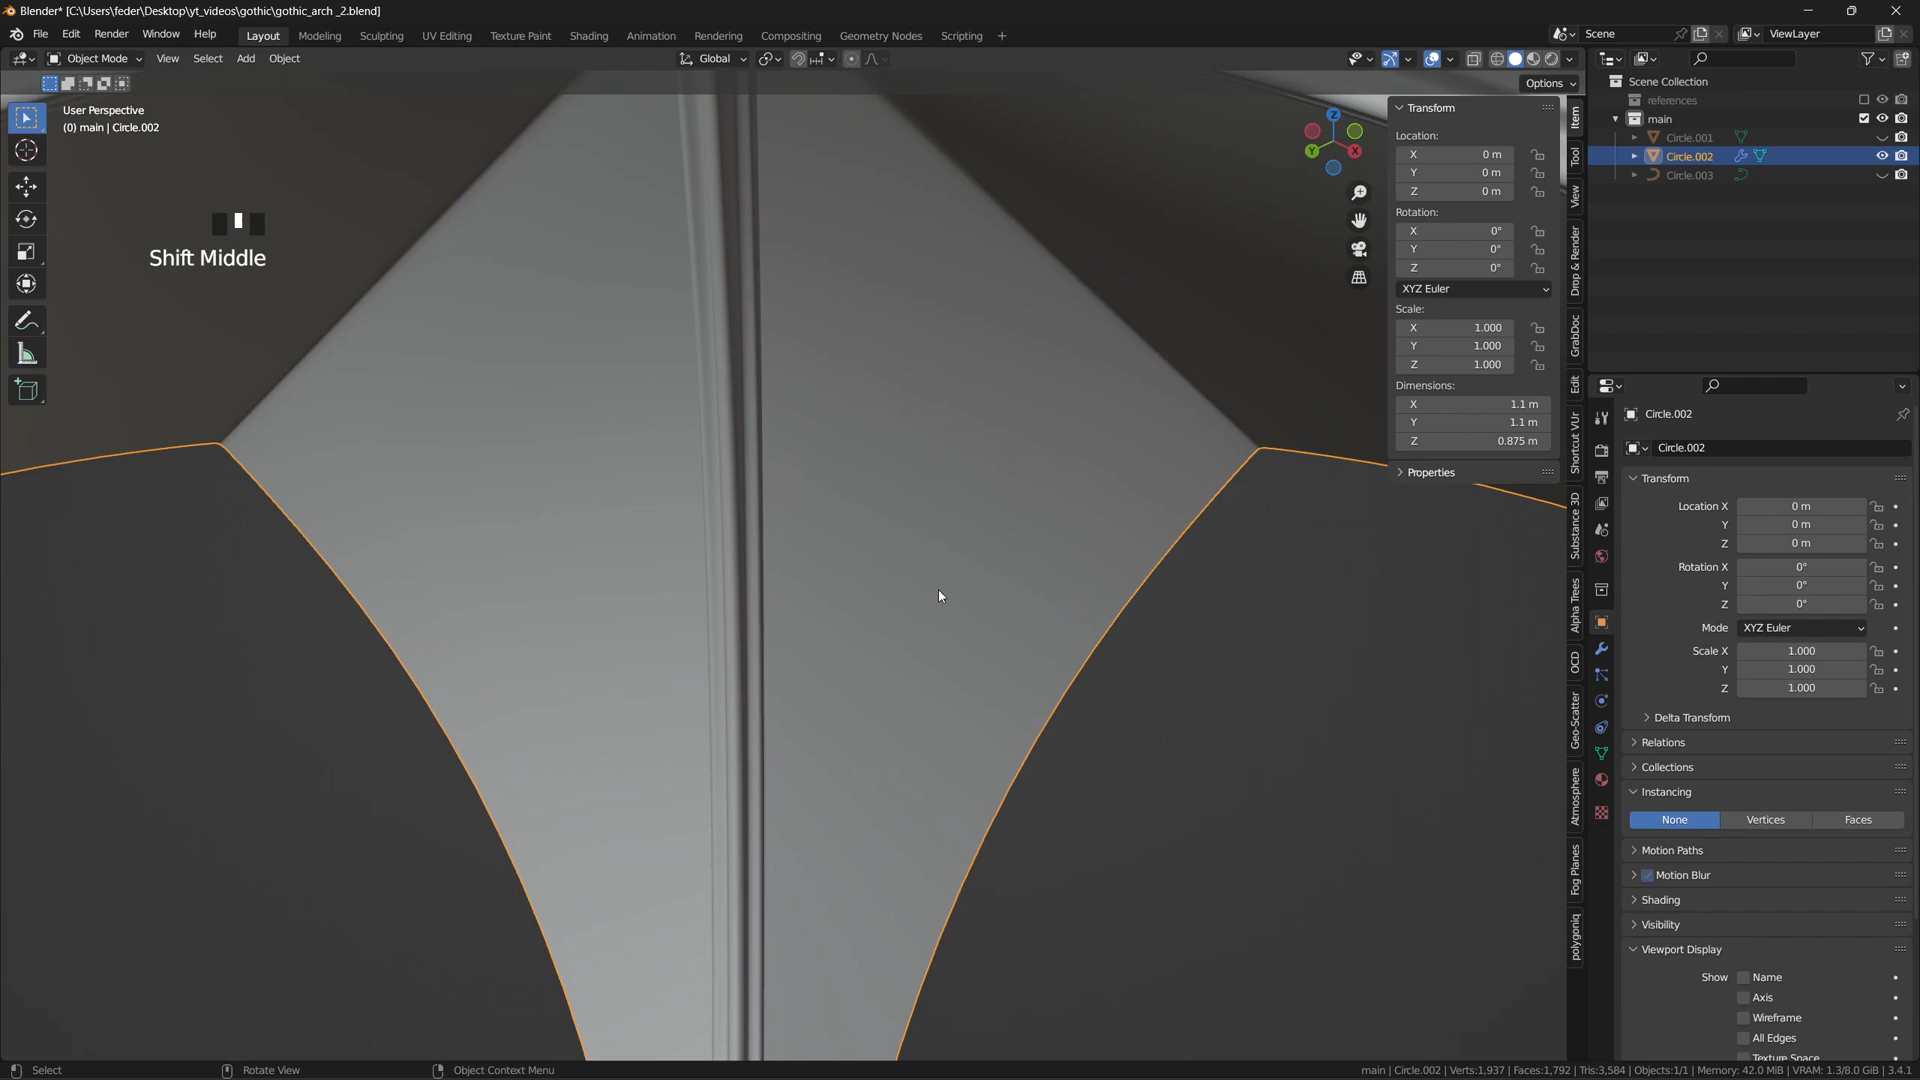 Blender* [C:\Users\feder\Desktop\yt_videos\gothic\gothic_arch _2.blend]
File Edit Render Window Help Layout Modeling Sculpting UV Editing Texture Paint Shading Animation Rendering Compositing Geometry Nodes Scripting + Scene ViewLayer
Object Mode View Select Add Object Global
Options
User Perspective
(0) main | Circle.002
Shift Middle
Z
Y
X
Transform
Location:
X 0 m
Y 0 m
Z 0 m
Rotation:
X 0°
Y 0°
Z 0°
XYZ Euler
Scale:
X 1.000
Y 1.000
Z 1.000
Dimensions:
X 1.1 m
Y 1.1 m
Z 0.875 m
Properties
Item
Tool
View
Drop & Render
GrabDoc
Edit
Shortcut VUr
Substance 3D
Alpha Trees
OCD
Geo-Scatter
Atmosphere
Fog Planes
polygoniq
Scene Collection
references
main
Circle.001
Circle.002
Circle.003
Circle.002
Circle.002
Transform
Location X 0 m
Y 0 m
Z 0 m
Rotation X 0°
Y 0°
Z 0°
Mode XYZ Euler
Scale X 1.000
Y 1.000
Z 1.000
Delta Transform
Relations
Collections
Instancing
None Vertices Faces
Motion Paths
Motion Blur
Shading
Visibility
Viewport Display
Show Name
Axis
Wireframe
All Edges
Texture Space
Select Rotate View Object Context Menu main | Circle.002 | Verts:1,937 | Faces:1,792 | Tris:3,584 | Objects:1/1 | Memory: 42.0 MiB | VRAM: 1.3/8.0 GiB | 3.4.1